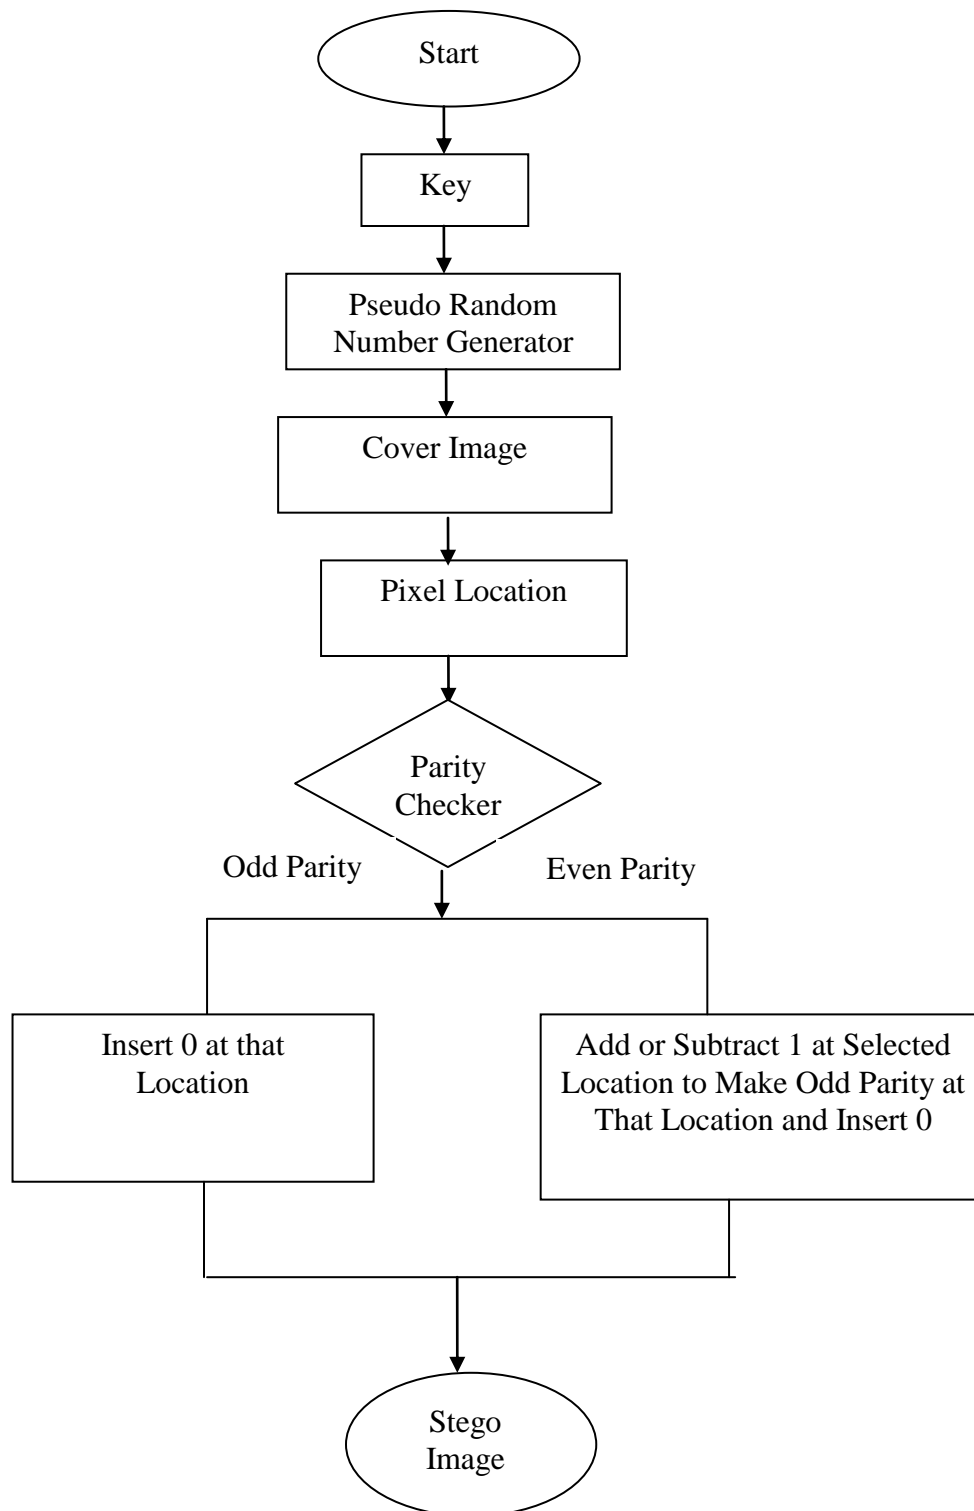 Start
Key
Pseudo Random
Number Generator
Cover Image
Pixel Location
Parity
Checker
Odd Parity
Even Parity
Insert 0 at that
Location
Add or Subtract 1 at Selected
Location to Make Odd Parity at
That Location and Insert 0
Stego
Image